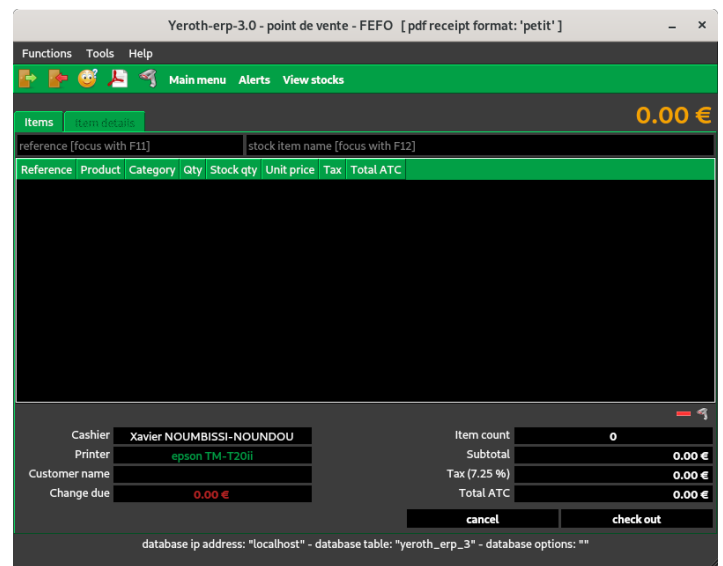 Yeroth-erp-3.0 - point de vente - FEFO [ pdf receipt format: 'petit' ]
Functions Tools Help
Main menu Alerts View stocks
0.00 €
Items Item details
reference [focus with F11] stock item name [focus with F12]
Reference Product Category Qty Stock qty Unit price Tax Total ATC
Cashier Xavier NOUMBISSI-NOUNDOU Item count 0
Printer epson TM-T20ii Subtotal 0.00 €
Customer name Tax (7.25 %) 0.00 €
Change due 0.00 € Total ATC 0.00 €
cancel check out
database ip address: "localhost" - database table: "yeroth_erp_3" - database options: ""